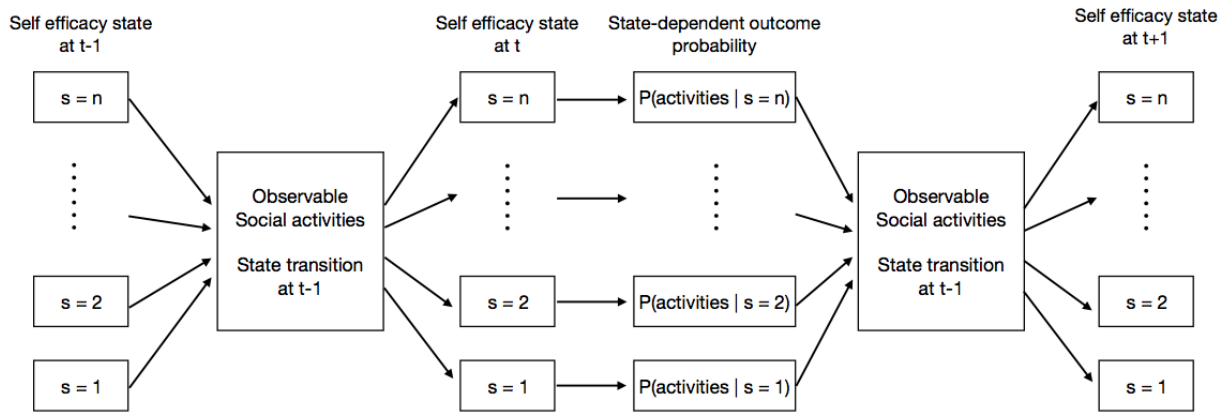 Self efficacy state
at t-1
s = n
s = 2
s = 1
Observable
Social activities
State transition
at t-1
Self efficacy state
at t
s = n
s = 2
s = 1
State-dependent outcome
probability
P(activities | s = n)
P(activities | s = 2)
P(activities | s = 1)
Observable
Social activities
State transition
at t-1
Self efficacy state
at t+1
s = n
s = 2
s = 1